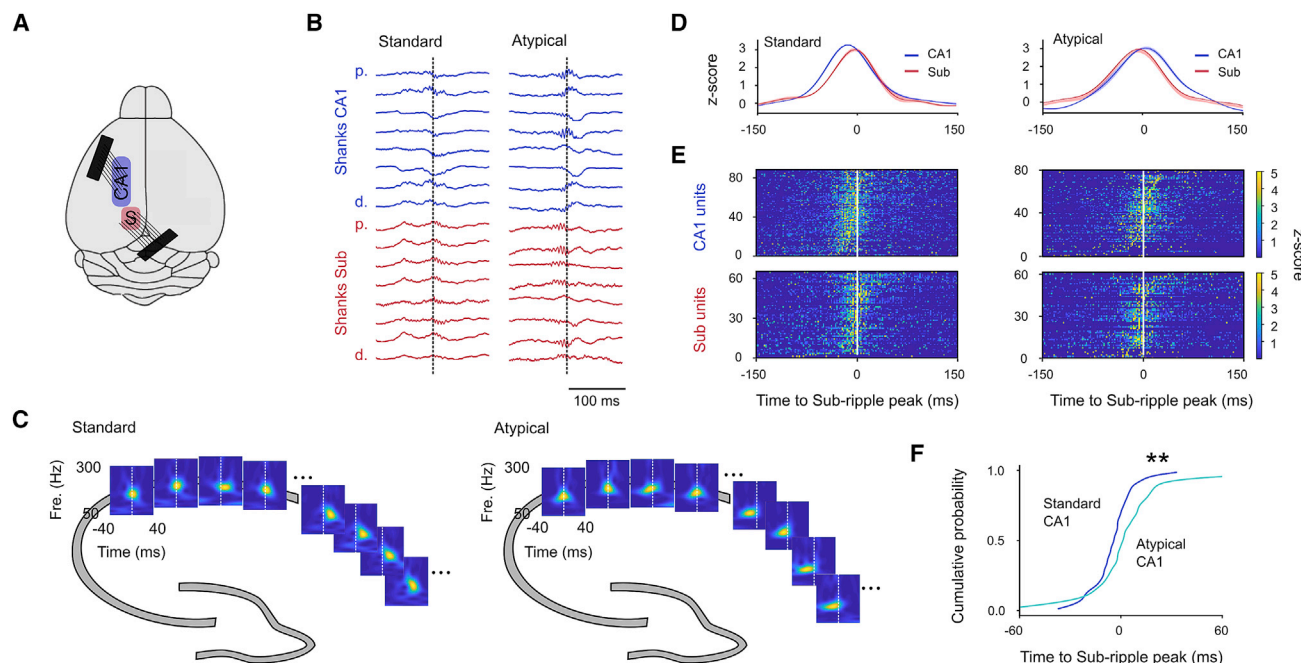 A
CA1
S
B
Standard
Atypical
p.
Shanks CA1
d.
p.
Shanks Sub
d.
100 ms
C
Standard
Fre. (Hz)
300
50
-40
40
Time (ms)
...
...
Atypical
Fre. (Hz)
300
50
-40
40
Time (ms)
...
...
D
z-score
3
2
1
0
Standard
CA1
Sub
-150
0
150
3
2
1
0
Atypical
CA1
Sub
-150
0
150
E
CA1 units
80
40
0
80
40
0
5
4
3
2
1
z-score
Sub units
60
30
0
60
30
0
5
4
3
2
1
-150
0
150
-150
0
150
Time to Sub-ripple peak (ms)
Time to Sub-ripple peak (ms)
F
**
Cumulative probability
1.0
0.5
0.0
Standard
CA1
Atypical
CA1
-60
0
60
Time to Sub-ripple peak (ms)